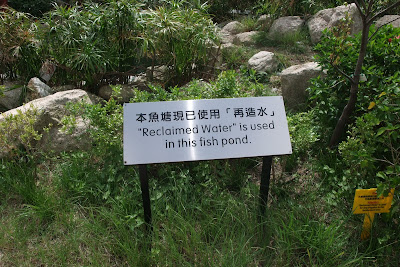 本魚塘現已使用「再造水」
"Reclaimed Water" is used
in this fish pond.